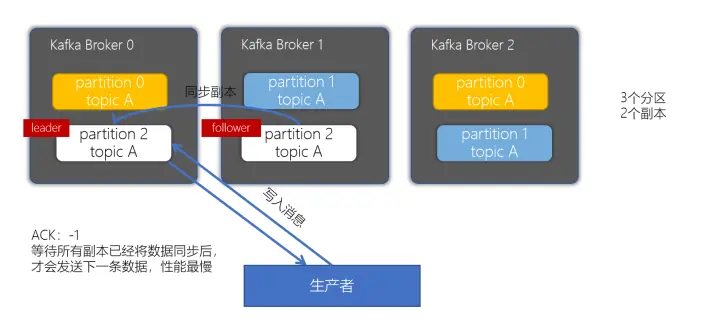 Kafka Broker 0
partition 0
topic A
leader
partition 2
topic A
Kafka Broker 1
partition 1
topic A
同步副本
follower
partition 2
topic A
Kafka Broker 2
partition 0
topic A
partition 1
topic A
3个分区
2个副本
写入消息
ACK：-1
等待所有副本已经将数据同步后，
才会发送下一条数据，性能最慢
生产者